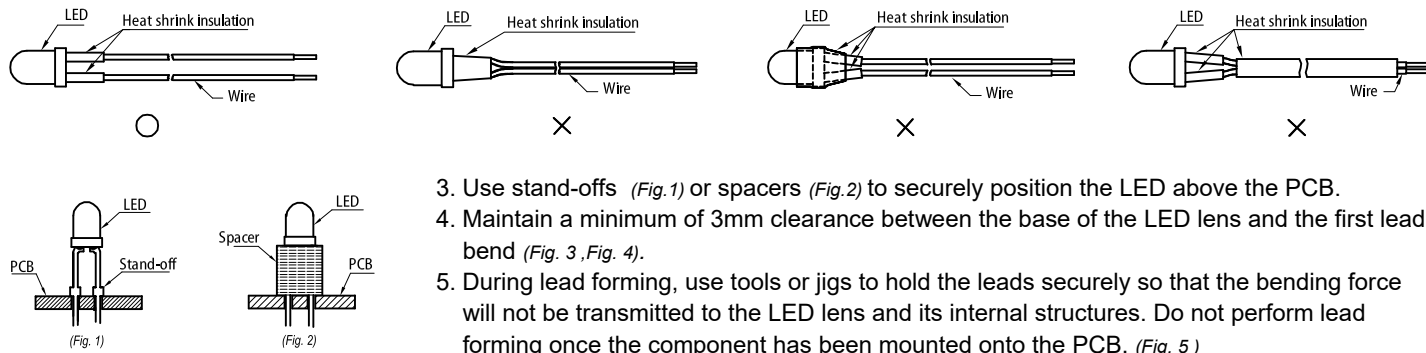 LED
Heat shrink insulation
Wire
LED
Heat shrink insulation
Wire
LED
Heat shrink insulation
Wire
LED
Heat shrink insulation
Wire
LED
PCB
Stand-off
(Fig. 1)
LED
Spacer
PCB
(Fig. 2)
3. Use stand-offs (Fig.1) or spacers (Fig.2) to securely position the LED above the PCB.
4. Maintain a minimum of 3mm clearance between the base of the LED lens and the first lead
bend (Fig. 3 ,Fig. 4).
5. During lead forming, use tools or jigs to hold the leads securely so that the bending force
will not be transmitted to the LED lens and its internal structures. Do not perform lead
forming once the component has been mounted onto the PCB. (Fig. 5 )